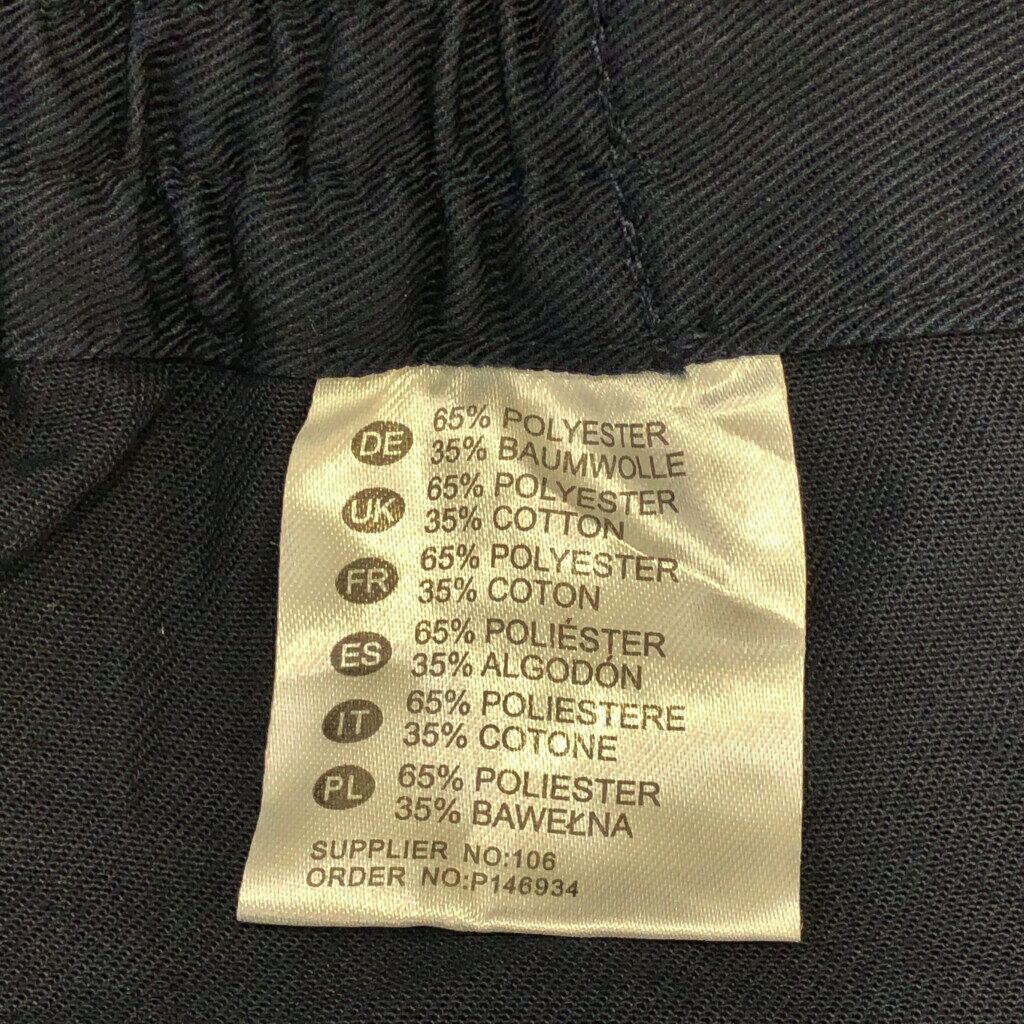 DE 65% POLYESTER
35% BAUMWOLLE
UK 65% POLYESTER
35% COTTON
FR 65% POLYESTER
35% COTON
ES 65% POLIÉSTER
35% ALGODÓN
IT 65% POLIESTERE
35% COTONE
PL 65% POLIESTER
35% BAWEŁNA
SUPPLIER NO:106
ORDER NO:P146934